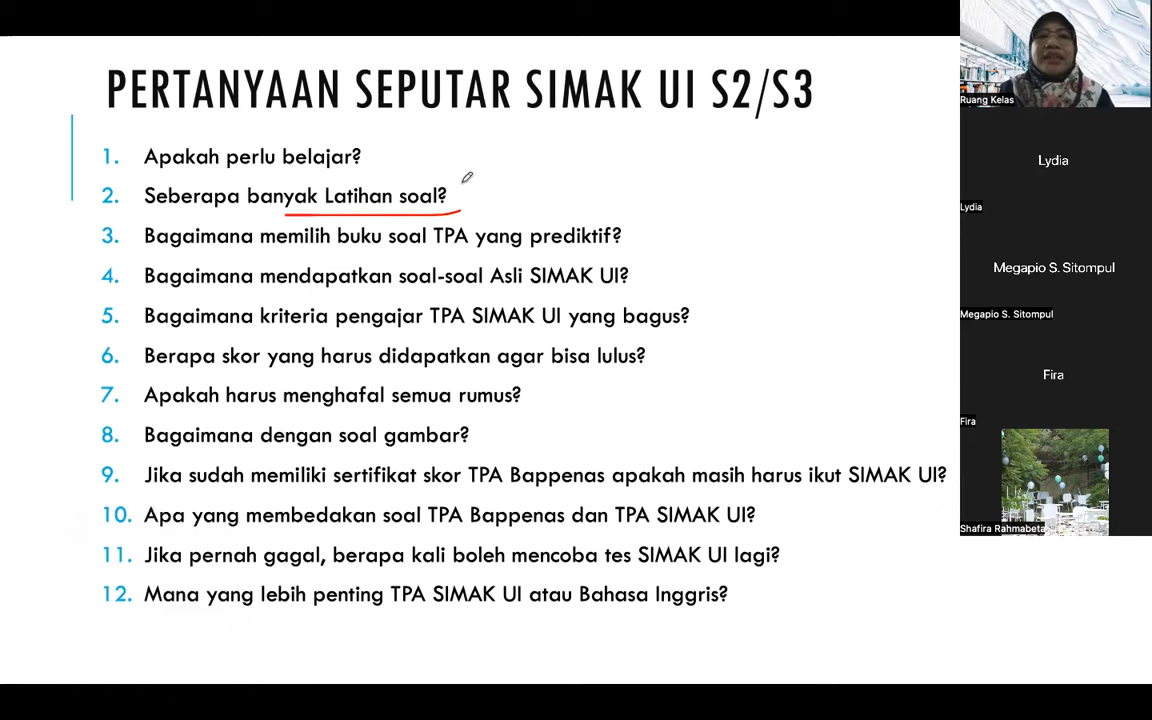 PERTANYAAN SEPUTAR SIMAK UI S2/S3
1. Apakah perlu belajar?
2. Seberapa banyak Latihan soal?
3. Bagaimana memilih buku soal TPA yang prediktif?
4. Bagaimana mendapatkan soal-soal Asli SIMAK UI?
5. Bagaimana kriteria pengajar TPA SIMAK UI yang bagus?
6. Berapa skor yang harus didapatkan agar bisa lulus?
7. Apakah harus menghafal semua rumus?
8. Bagaimana dengan soal gambar?
9. Jika sudah memiliki sertifikat skor TPA Bappenas apakah masih harus ikut SIMAK UI?
10. Apa yang membedakan soal TPA Bappenas dan TPA SIMAK UI?
11. Jika pernah gagal, berapa kali boleh mencoba tes SIMAK UI lagi?
12. Mana yang lebih penting TPA SIMAK UI atau Bahasa Inggris?
Ruang Kelas
Lydia
Lydia
Megapio S. Sitompul
Megapio S. Sitompul
Fira
Fira
Shafira Rahmabeta